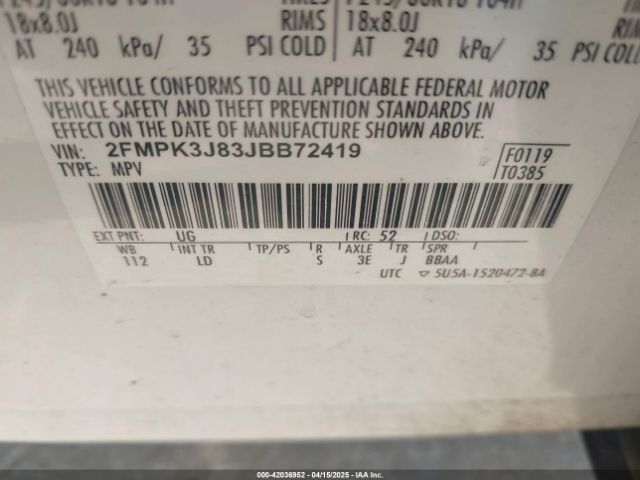 RIMS
18x8.0J 18x8.0J RIM
AT 240 kPa/ 35 PSI COLD AT 240 kPa/ 35 PSI COLD
THIS VEHICLE CONFORMS TO ALL APPLICABLE FEDERAL MOTOR
VEHICLE SAFETY AND THEFT PREVENTION STANDARDS IN
EFFECT ON THE DATE OF MANUFACTURE SHOWN ABOVE.
VIN: 2FMPK3J83JBB72419 F0119
TYPE: MPV T0385
EXT PNT: UG RC: 52 DSO:
WB INT TR TP/PS R AXLE TR SPR
112 LD S 3E J BBAA
UTC ▽ 5U5A-1520472-BA
000-42036952 - 04/15/2025 - IAA, Inc.